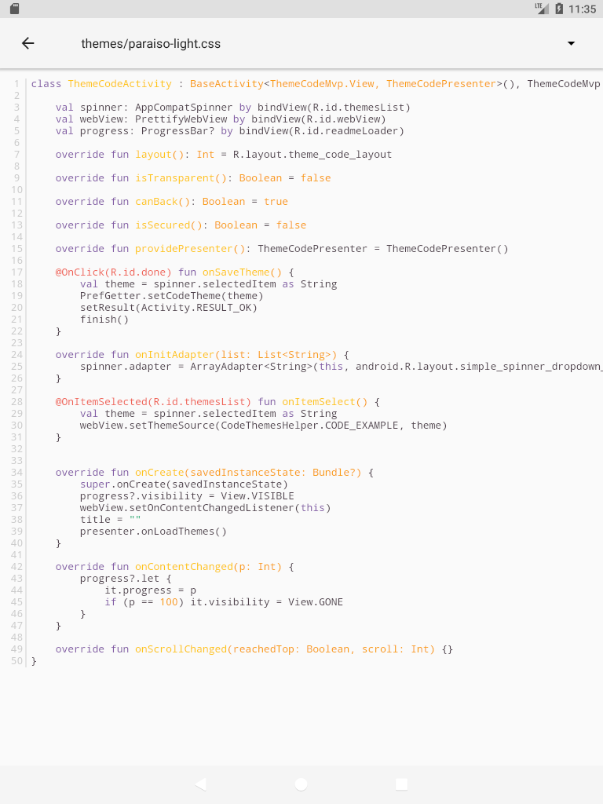 LTE 11:35
themes/paraiso-light.css
1 class ThemeCodeActivity : BaseActivity<ThemeCodeMvp.View, ThemeCodePresenter>(), ThemeCodeMvp
2
3     val spinner: AppCompatSpinner by bindView(R.id.themesList)
4     val webView: PrettifyWebView by bindView(R.id.webView)
5     val progress: ProgressBar? by bindView(R.id.readmeLoader)
6
7     override fun layout(): Int = R.layout.theme_code_layout
8
9     override fun isTransparent(): Boolean = false
10
11     override fun canBack(): Boolean = true
12
13     override fun isSecured(): Boolean = false
14
15     override fun providePresenter(): ThemeCodePresenter = ThemeCodePresenter()
16
17     @OnClick(R.id.done) fun onSaveTheme() {
18         val theme = spinner.selectedItem as String
19         PrefGetter.setCodeTheme(theme)
20         setResult(Activity.RESULT_OK)
21         finish()
22     }
23
24     override fun onInitAdapter(list: List<String>) {
25         spinner.adapter = ArrayAdapter<String>(this, android.R.layout.simple_spinner_dropdown_
26     }
27
28     @OnItemSelected(R.id.themesList) fun onItemSelect() {
29         val theme = spinner.selectedItem as String
30         webView.setThemeSource(CodeThemesHelper.CODE_EXAMPLE, theme)
31     }
32
33
34     override fun onCreate(savedInstanceState: Bundle?) {
35         super.onCreate(savedInstanceState)
36         progress?.visibility = View.VISIBLE
37         webView.setOnContentChangedListener(this)
38         title = ""
39         presenter.onLoadThemes()
40     }
41
42     override fun onContentChanged(p: Int) {
43         progress?.let {
44             it.progress = p
45             if (p == 100) it.visibility = View.GONE
46         }
47     }
48
49     override fun onScrollChanged(reachedTop: Boolean, scroll: Int) {}
50 }